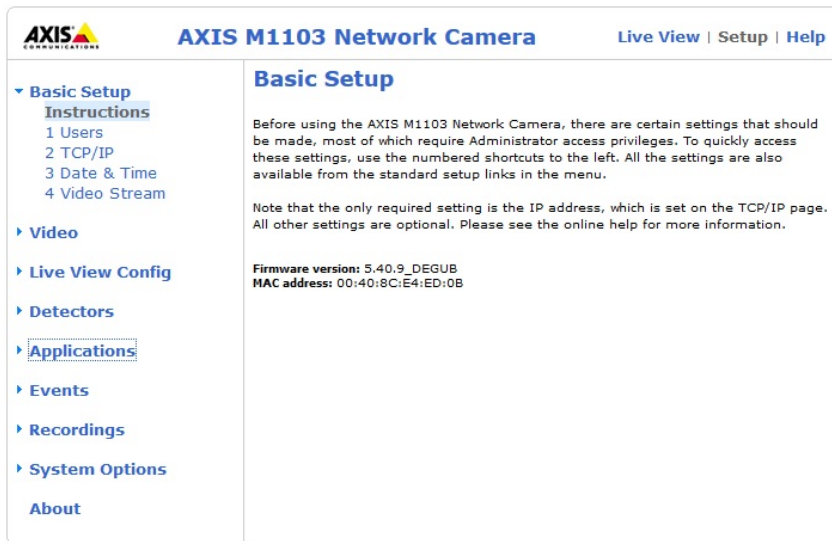 AXIS
COMMUNICATIONS
AXIS M1103 Network Camera
Live View | Setup | Help
Basic Setup
Instructions
1 Users
2 TCP/IP
3 Date & Time
4 Video Stream
Video
Live View Config
Detectors
Applications
Events
Recordings
System Options
About
Basic Setup
Before using the AXIS M1103 Network Camera, there are certain settings that should
be made, most of which require Administrator access privileges. To quickly access
these settings, use the numbered shortcuts to the left. All the settings are also
available from the standard setup links in the menu.
Note that the only required setting is the IP address, which is set on the TCP/IP page.
All other settings are optional. Please see the online help for more information.
Firmware version: 5.40.9_DEGUB
MAC address: 00:40:8C:E4:ED:0B